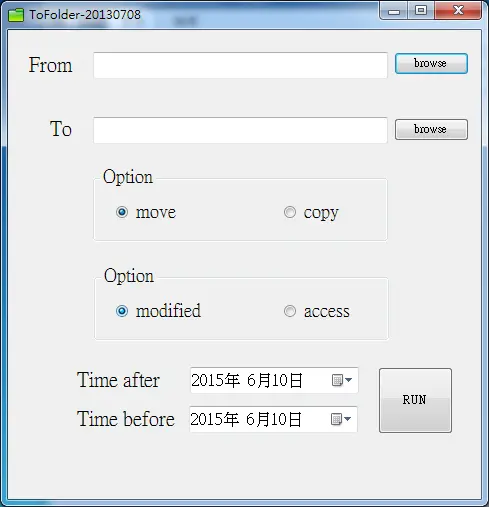 ToFolder-20130708
From
browse
To
browse
Option
move
copy
Option
modified
access
Time after
2015年 6月10日
Time before
2015年 6月10日
RUN